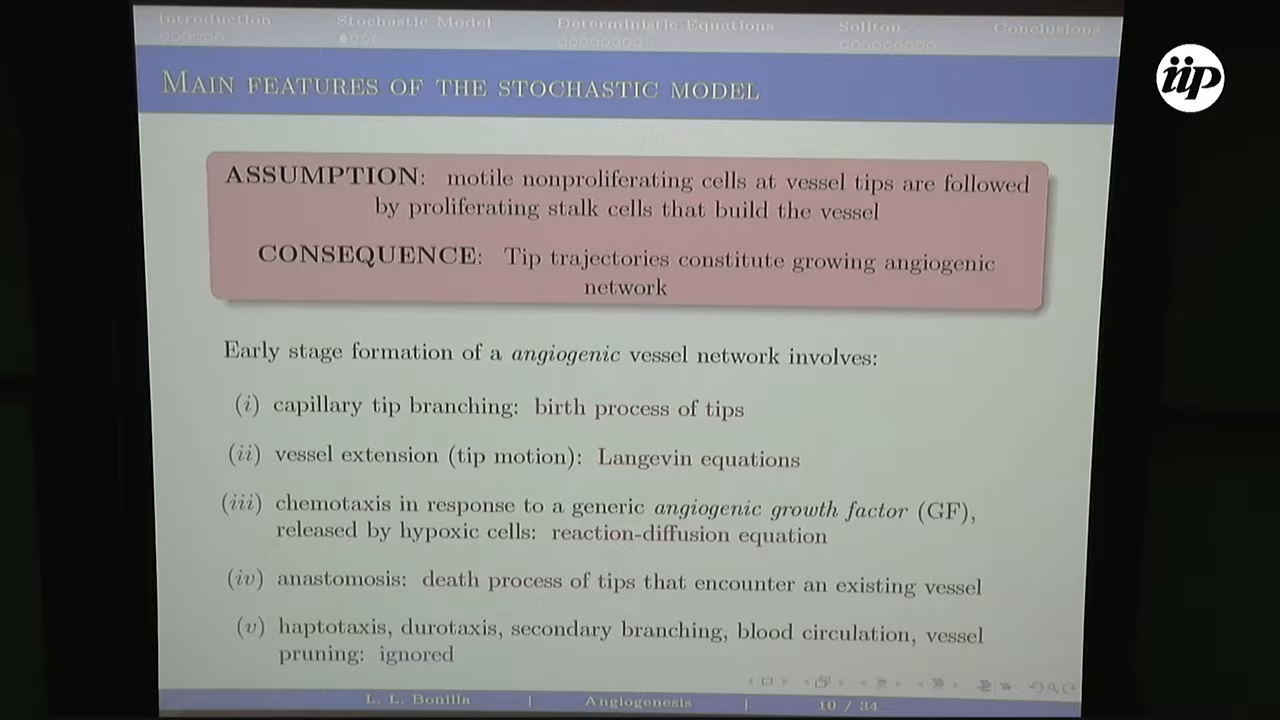 Introduction Stochastic Model Deterministic Equations Soliton Conclusions
iip
MAIN FEATURES OF THE STOCHASTIC MODEL
ASSUMPTION: motile nonproliferating cells at vessel tips are followed
by proliferating stalk cells that build the vessel
CONSEQUENCE: Tip trajectories constitute growing angiogenic
network
Early stage formation of a angiogenic vessel network involves:
(i) capillary tip branching: birth process of tips
(ii) vessel extension (tip motion): Langevin equations
(iii) chemotaxis in response to a generic angiogenic growth factor (GF),
released by hypoxic cells: reaction-diffusion equation
(iv) anastomosis: death process of tips that encounter an existing vessel
(v) haptotaxis, durotaxis, secondary branching, blood circulation, vessel
pruning: ignored
L. L. Bonilla | Angiogenesis | 10 / 34